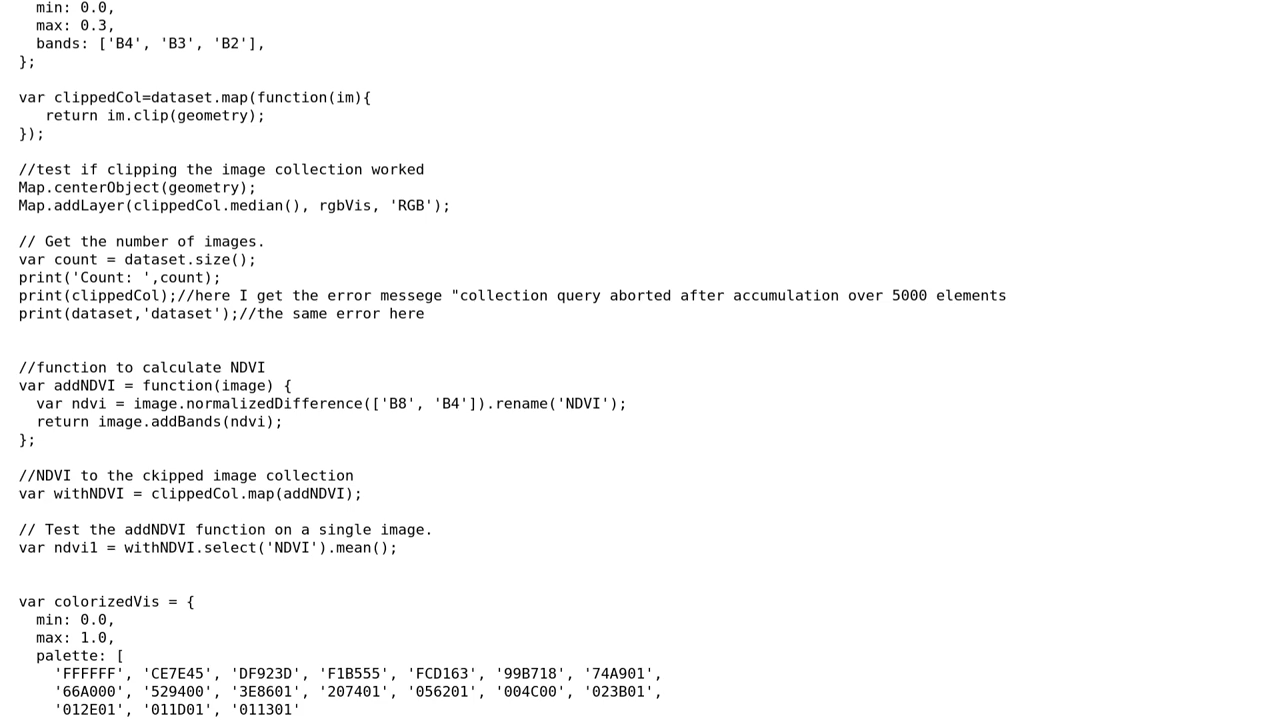 min: 0.0,
max: 0.3,
bands: ['B4', 'B3', 'B2'],
};
var clippedCol=dataset.map(function(im){
return im.clip(geometry);
});
//test if clipping the image collection worked
Map.centerObject(geometry);
Map.addLayer(clippedCol.median(), rgbVis, 'RGB');
// Get the number of images.
var count = dataset.size();
print('Count: ',count);
print(clippedCol);//here I get the error messege "collection query aborted after accumulation over 5000 elements
print(dataset,'dataset');//the same error here
//function to calculate NDVI
var addNDVI = function(image) {
var ndvi = image.normalizedDifference(['B8', 'B4']).rename('NDVI');
return image.addBands(ndvi);
};
//NDVI to the ckipped image collection
var withNDVI = clippedCol.map(addNDVI);
// Test the addNDVI function on a single image.
var ndvi1 = withNDVI.select('NDVI').mean();
var colorizedVis = {
min: 0.0,
max: 1.0,
palette: [
'FFFFFF', 'CE7E45', 'DF923D', 'F1B555', 'FCD163', '99B718', '74A901',
'66A000', '529400', '3E8601', '207401', '056201', '004C00', '023B01',
'012E01', '011D01', '011301'